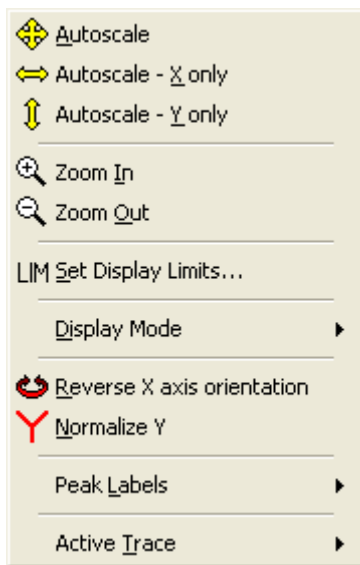 Autoscale
Autoscale - X only
Autoscale - Y only
Zoom In
Zoom Out
LIM Set Display Limits...
Display Mode
Reverse X axis orientation
Normalize Y
Peak Labels
Active Trace